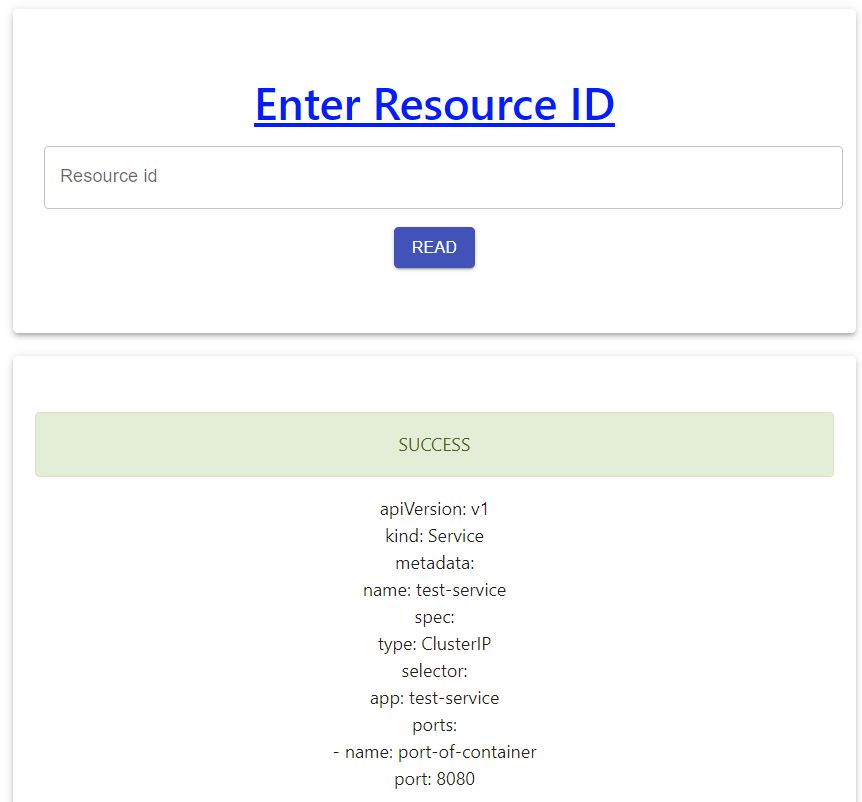 Enter Resource ID
Resource id
READ
SUCCESS
apiVersion: v1
kind: Service
metadata:
name: test-service
spec:
type: ClusterIP
selector:
app: test-service
ports:
- name: port-of-container
port: 8080